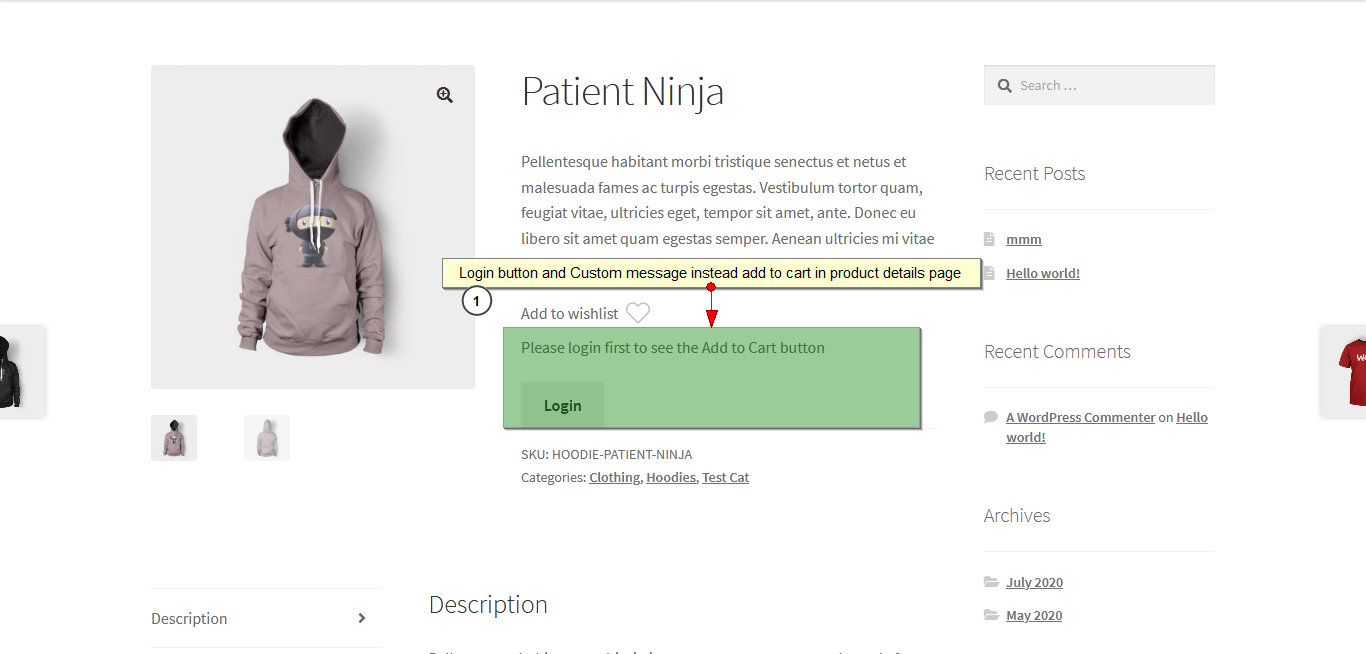 Patient Ninja
Pellentesque habitant morbi tristique senectus et netus et
malesuada fames ac turpis egestas. Vestibulum tortor quam,
feugiat vitae, ultricies eget, tempor sit amet, ante. Donec eu
libero sit amet quam egestas semper. Aenean ultricies mi vitae
Login button and Custom message instead add to cart in product details page
1
Add to wishlist
Please login first to see the Add to Cart button
Login
SKU: HOODIE-PATIENT-NINJA
Categories: Clothing, Hoodies, Test Cat
Description
Description
Search …
Recent Posts
mmm
Hello world!
Recent Comments
A WordPress Commenter on Hello
world!
Archives
July 2020
May 2020